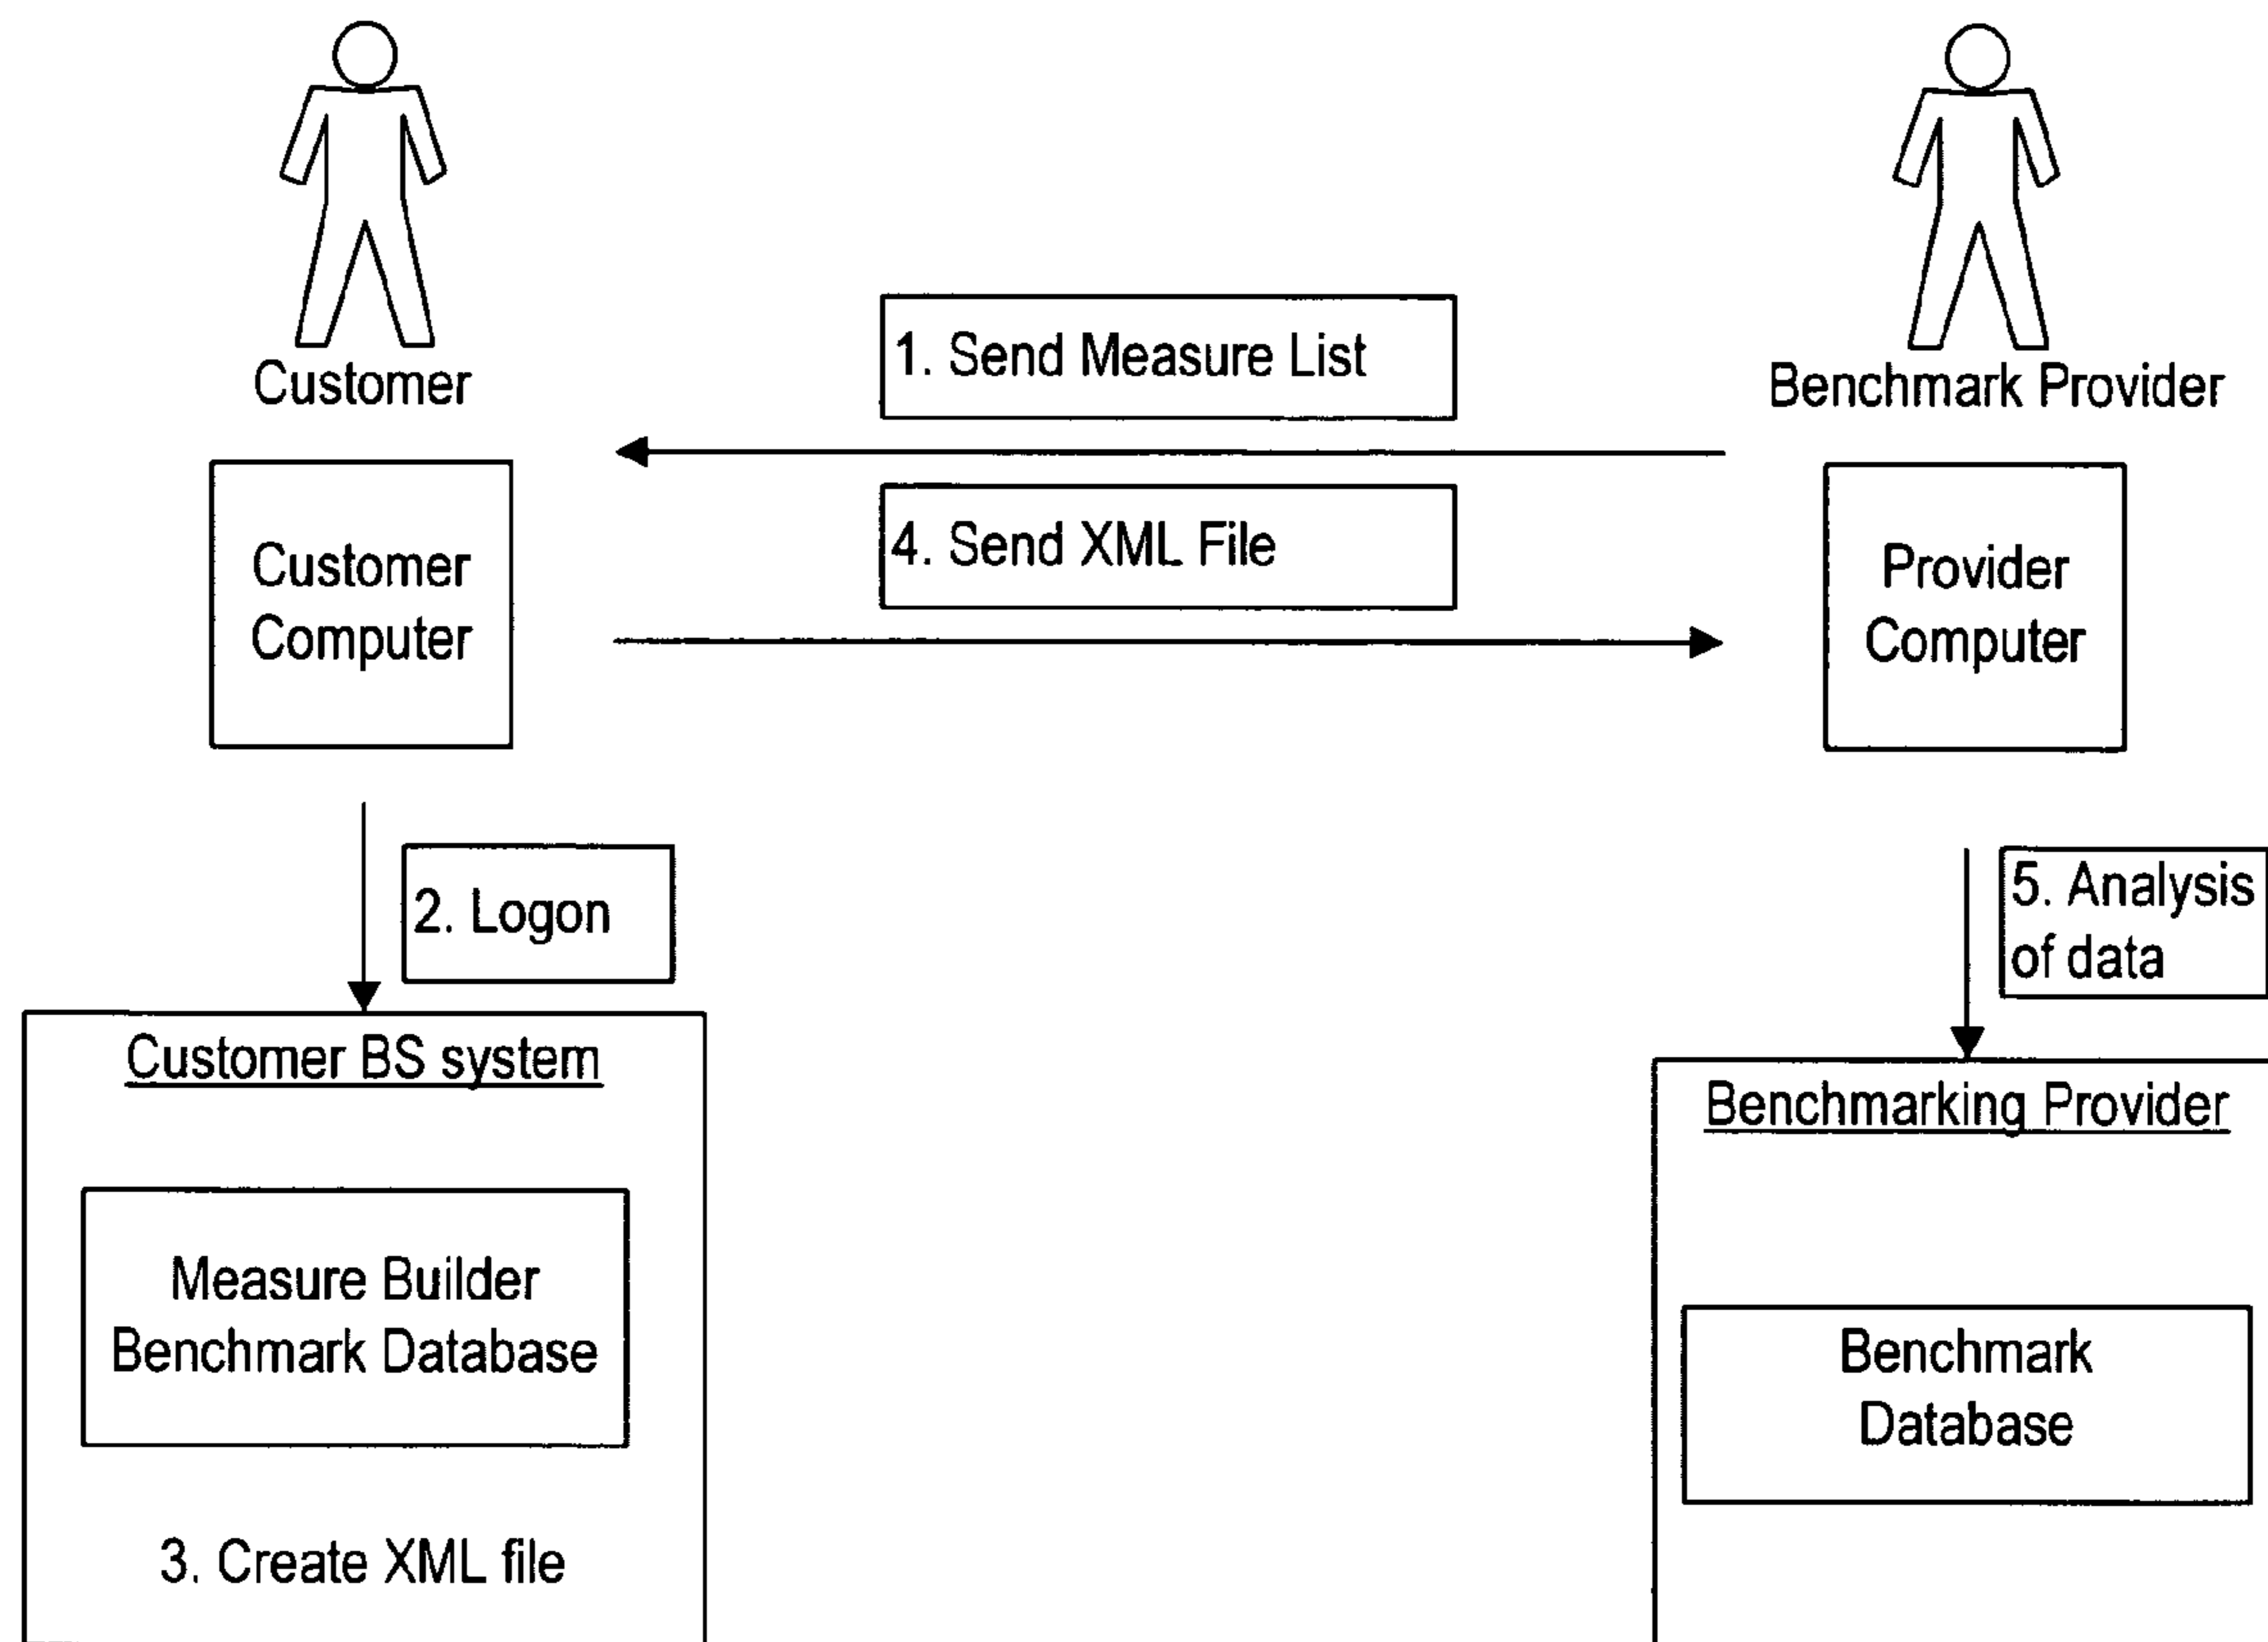 Customer
Benchmark Provider
1. Send Measure List
4. Send XML File
Customer
Computer
Provider
Computer
2. Logon
5. Analysis
of data
Customer BS system
Measure Builder
Benchmark Database
3. Create XML file
Benchmarking Provider
Benchmark
Database